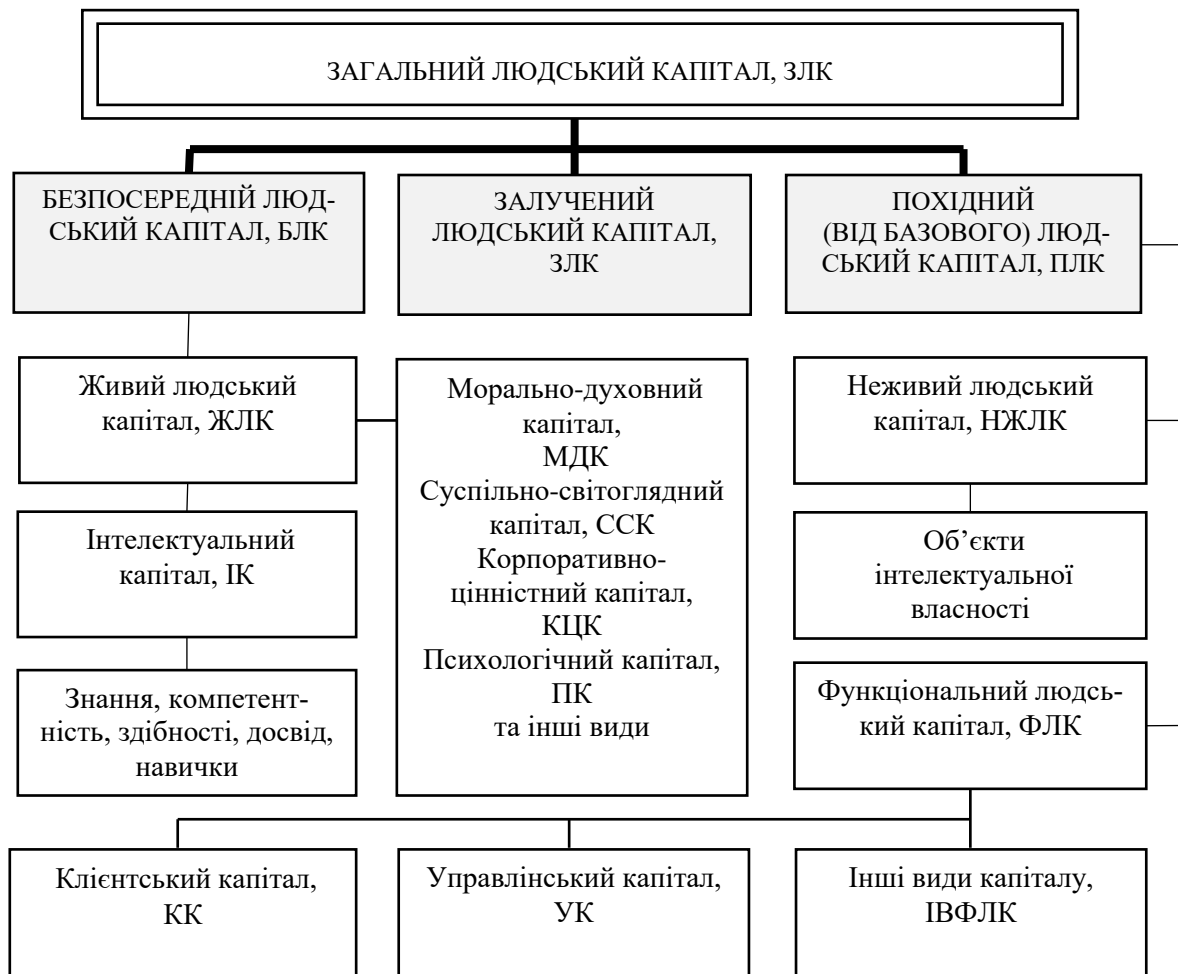 ЗАГАЛЬНИЙ ЛЮДСЬКИЙ КАПІТАЛ, ЗЛК
БЕЗПОСЕРЕДНІЙ ЛЮД-
СЬКИЙ КАПІТАЛ, БЛК
ЗАЛУЧЕНИЙ
ЛЮДСЬКИЙ КАПІТАЛ,
ЗЛК
ПОХІДНИЙ
(ВІД БАЗОВОГО) ЛЮД-
СЬКИЙ КАПІТАЛ, ПЛК
Живий людський
капітал, ЖЛК
Морально-духовний
капітал,
МДК
Суспільно-світоглядний
капітал, ССК
Корпоративно-
цінністний капітал,
КЦК
Психологічний капітал,
ПК
та інші види
Неживий людський
капітал, НЖЛК
Інтелектуальний
капітал, ІК
Об’єкти
інтелектуальної
власності
Знання, компетент-
ність, здібності, досвід,
навички
Функціональний людсь-
кий капітал, ФЛК
Клієнтський капітал,
КК
Управлінський капітал,
УК
Інші види капіталу,
ІВФЛК